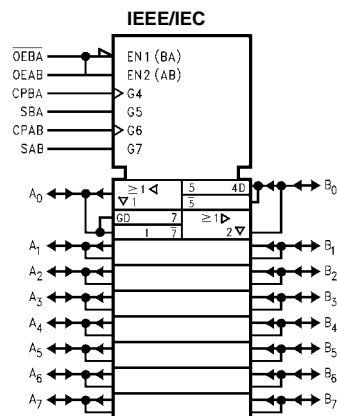 IEEE/IEC
OEBA EN1 (BA)
OEAB EN2 (AB)
CPBA G4
SBA G5
CPAB G6
SAB G7
A0 ≥1 ◁ 5 4D B0
▽1 5
GD 7 ≥1 ▷
1 7 2 ▽
A1 B1
A2 B2
A3 B3
A4 B4
A5 B5
A6 B6
A7 B7